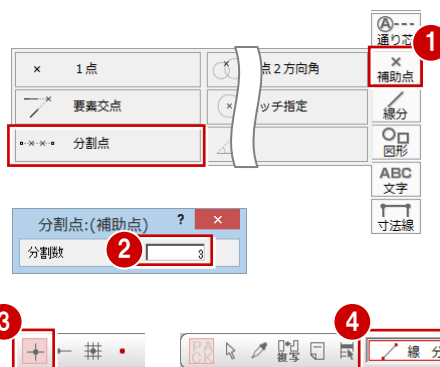 A
通り芯
1
補助点
線分
図形
ABC
文字
寸法線
1点
点2方向角
要素交点
ッチ指定
分割点
分割点:(補助点) ?
分割数 2 3
3
4
PACK
複写
線 分